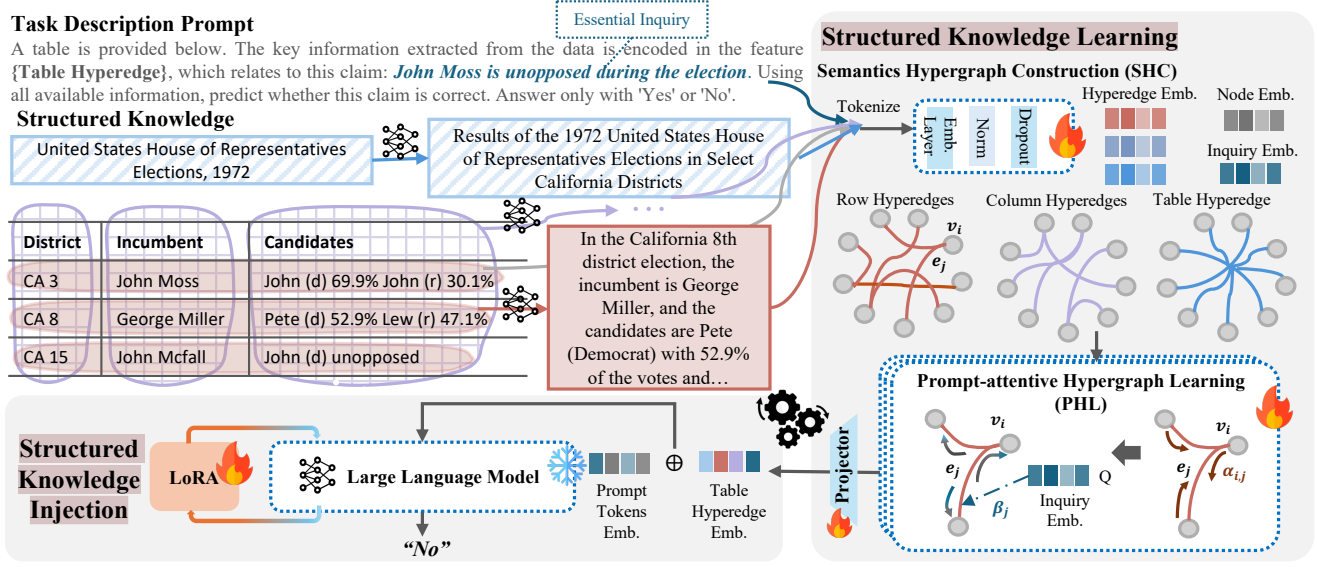 Essential Inquiry
Task Description Prompt
A table is provided below. The key information extracted from the data is encoded in the feature
{Table Hyperedge}, which relates to this claim: John Moss is unopposed during the election. Using
all available information, predict whether this claim is correct. Answer only with 'Yes' or 'No'.
Structured Knowledge
United States House of Representatives
Elections, 1972
Results of the 1972 United States House
of Representatives Elections in Select
California Districts
District Incumbent Candidates
CA 3 John Moss John (d) 69.9% John (r) 30.1%
CA 8 George Miller Pete (d) 52.9% Lew (r) 47.1%
CA 15 John Mcfall John (d) unopposed
In the California 8th
district election, the
incumbent is George
Miller, and the
candidates are Pete
(Democrat) with 52.9%
of the votes and…
Structured Knowledge Learning
Semantics Hypergraph Construction (SHC)
Tokenize
Emb.
Layer
Norm
Dropout
Hyperedge Emb.
Node Emb.
Inquiry Emb.
Row Hyperedges
Column Hyperedges
Table Hyperedge
v_i
e_j
Prompt-attentive Hypergraph Learning
(PHL)
v_i
e_j
β_j
Inquiry
Emb.
Q
v_i
e_j
α_{i,j}
Projector
Structured
Knowledge
Injection
LoRA
Large Language Model
"No"
Prompt
Tokens
Emb.
⊕
Table
Hyperedge
Emb.